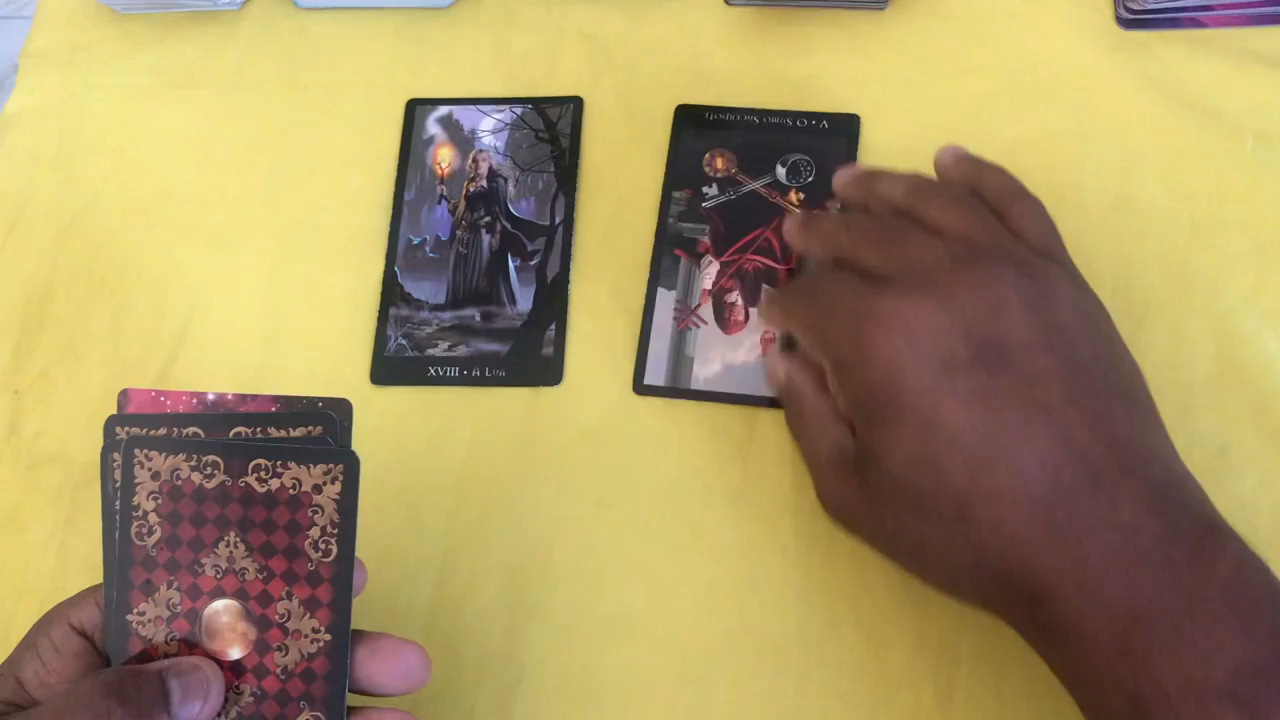 XVIII • A LUA
V • O SUMO SACERDOTE